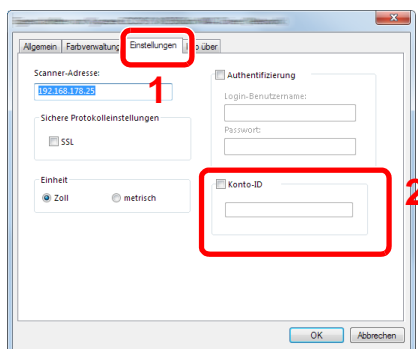 Allgemein Farbverwaltung Einstellungen über
1
Scanner-Adresse:
192.168.178.25
Sichere Protokolleinstellungen
SSL
Einheit
Zoll metrisch
Authentifizierung
Login-Benutzername:
Passwort:
2
Konto-ID
OK Abbrechen